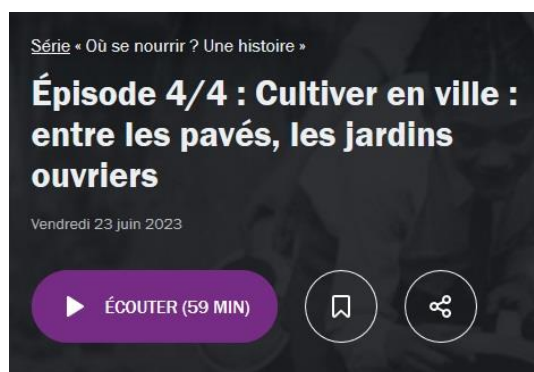 Série « Où se nourrir ? Une histoire »
Épisode 4/4 : Cultiver en ville :
entre les pavés, les jardins
ouvriers
Vendredi 23 juin 2023
ÉCOUTER (59 MIN)